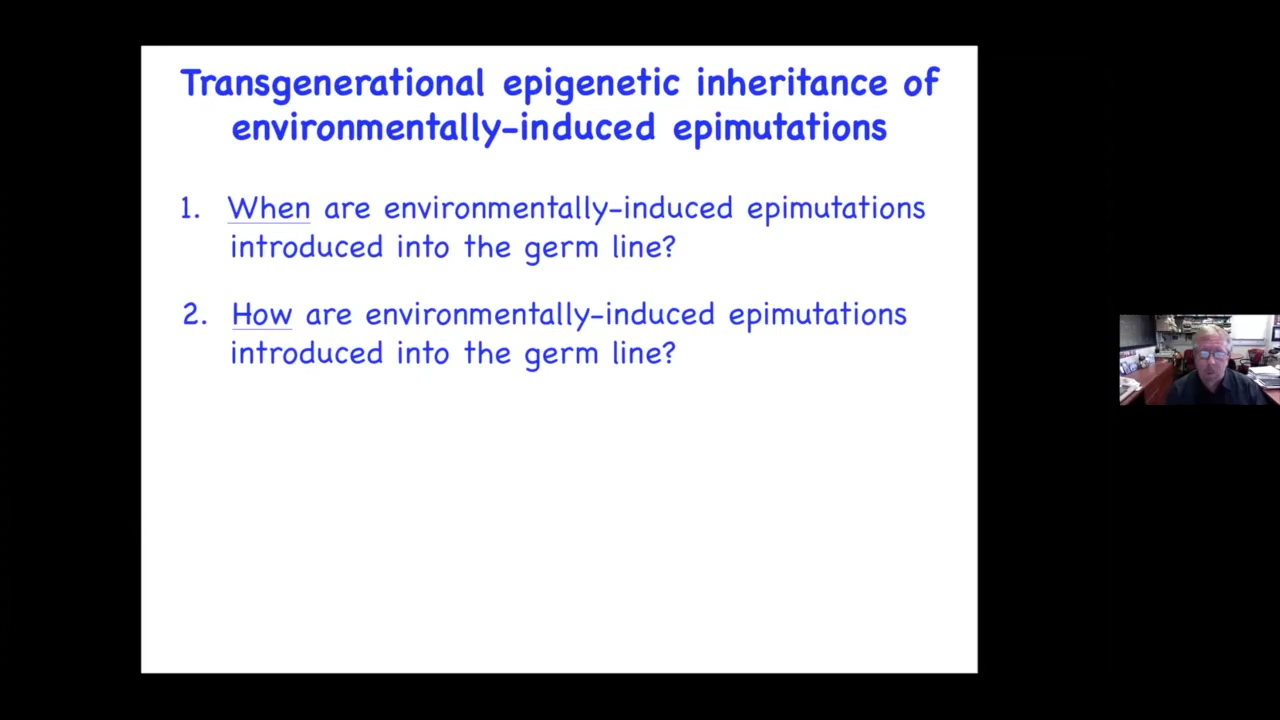 Transgenerational epigenetic inheritance of
environmentally-induced epimutations
1. When are environmentally-induced epimutations
introduced into the germ line?
2. How are environmentally-induced epimutations
introduced into the germ line?